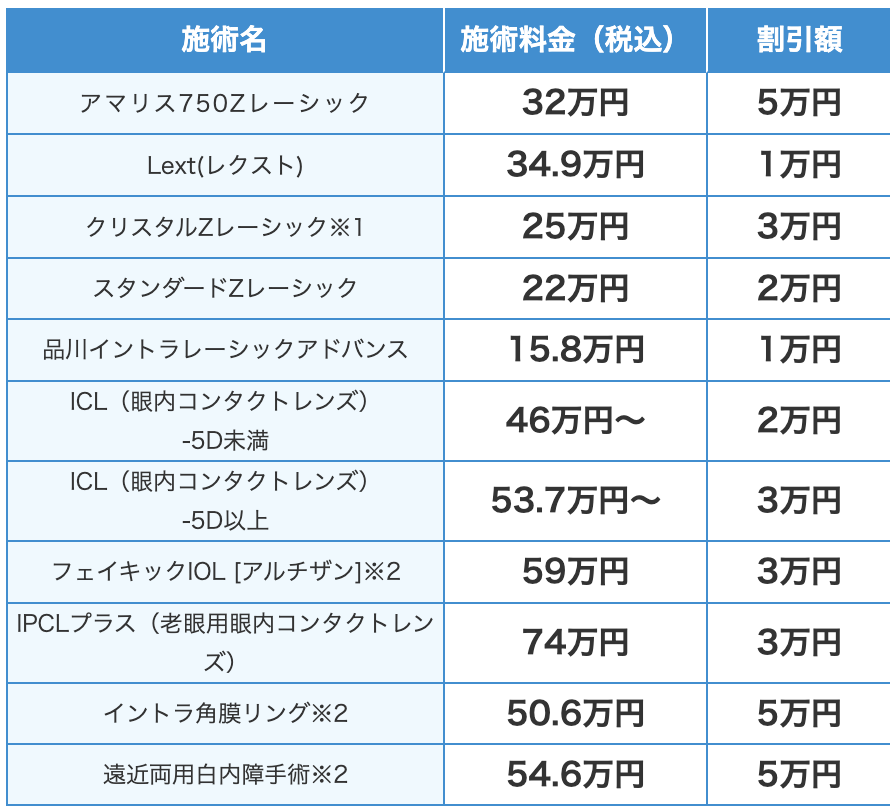 施術名 施術料金（税込） 割引額
アマリス750Zレーシック 32万円 5万円
Lext(レクスト) 34.9万円 1万円
クリスタルZレーシック※1 25万円 3万円
スタンダードZレーシック 22万円 2万円
品川イントラレーシックアドバンス 15.8万円 1万円
ICL（眼内コンタクトレンズ）
-5D未満 46万円〜 2万円
ICL（眼内コンタクトレンズ）
-5D以上 53.7万円〜 3万円
フェイキックIOL [アルチザン]※2 59万円 3万円
IPCLプラス（老眼用眼内コンタクトレン
ズ） 74万円 3万円
イントラ角膜リング※2 50.6万円 5万円
遠近両用白内障手術※2 54.6万円 5万円